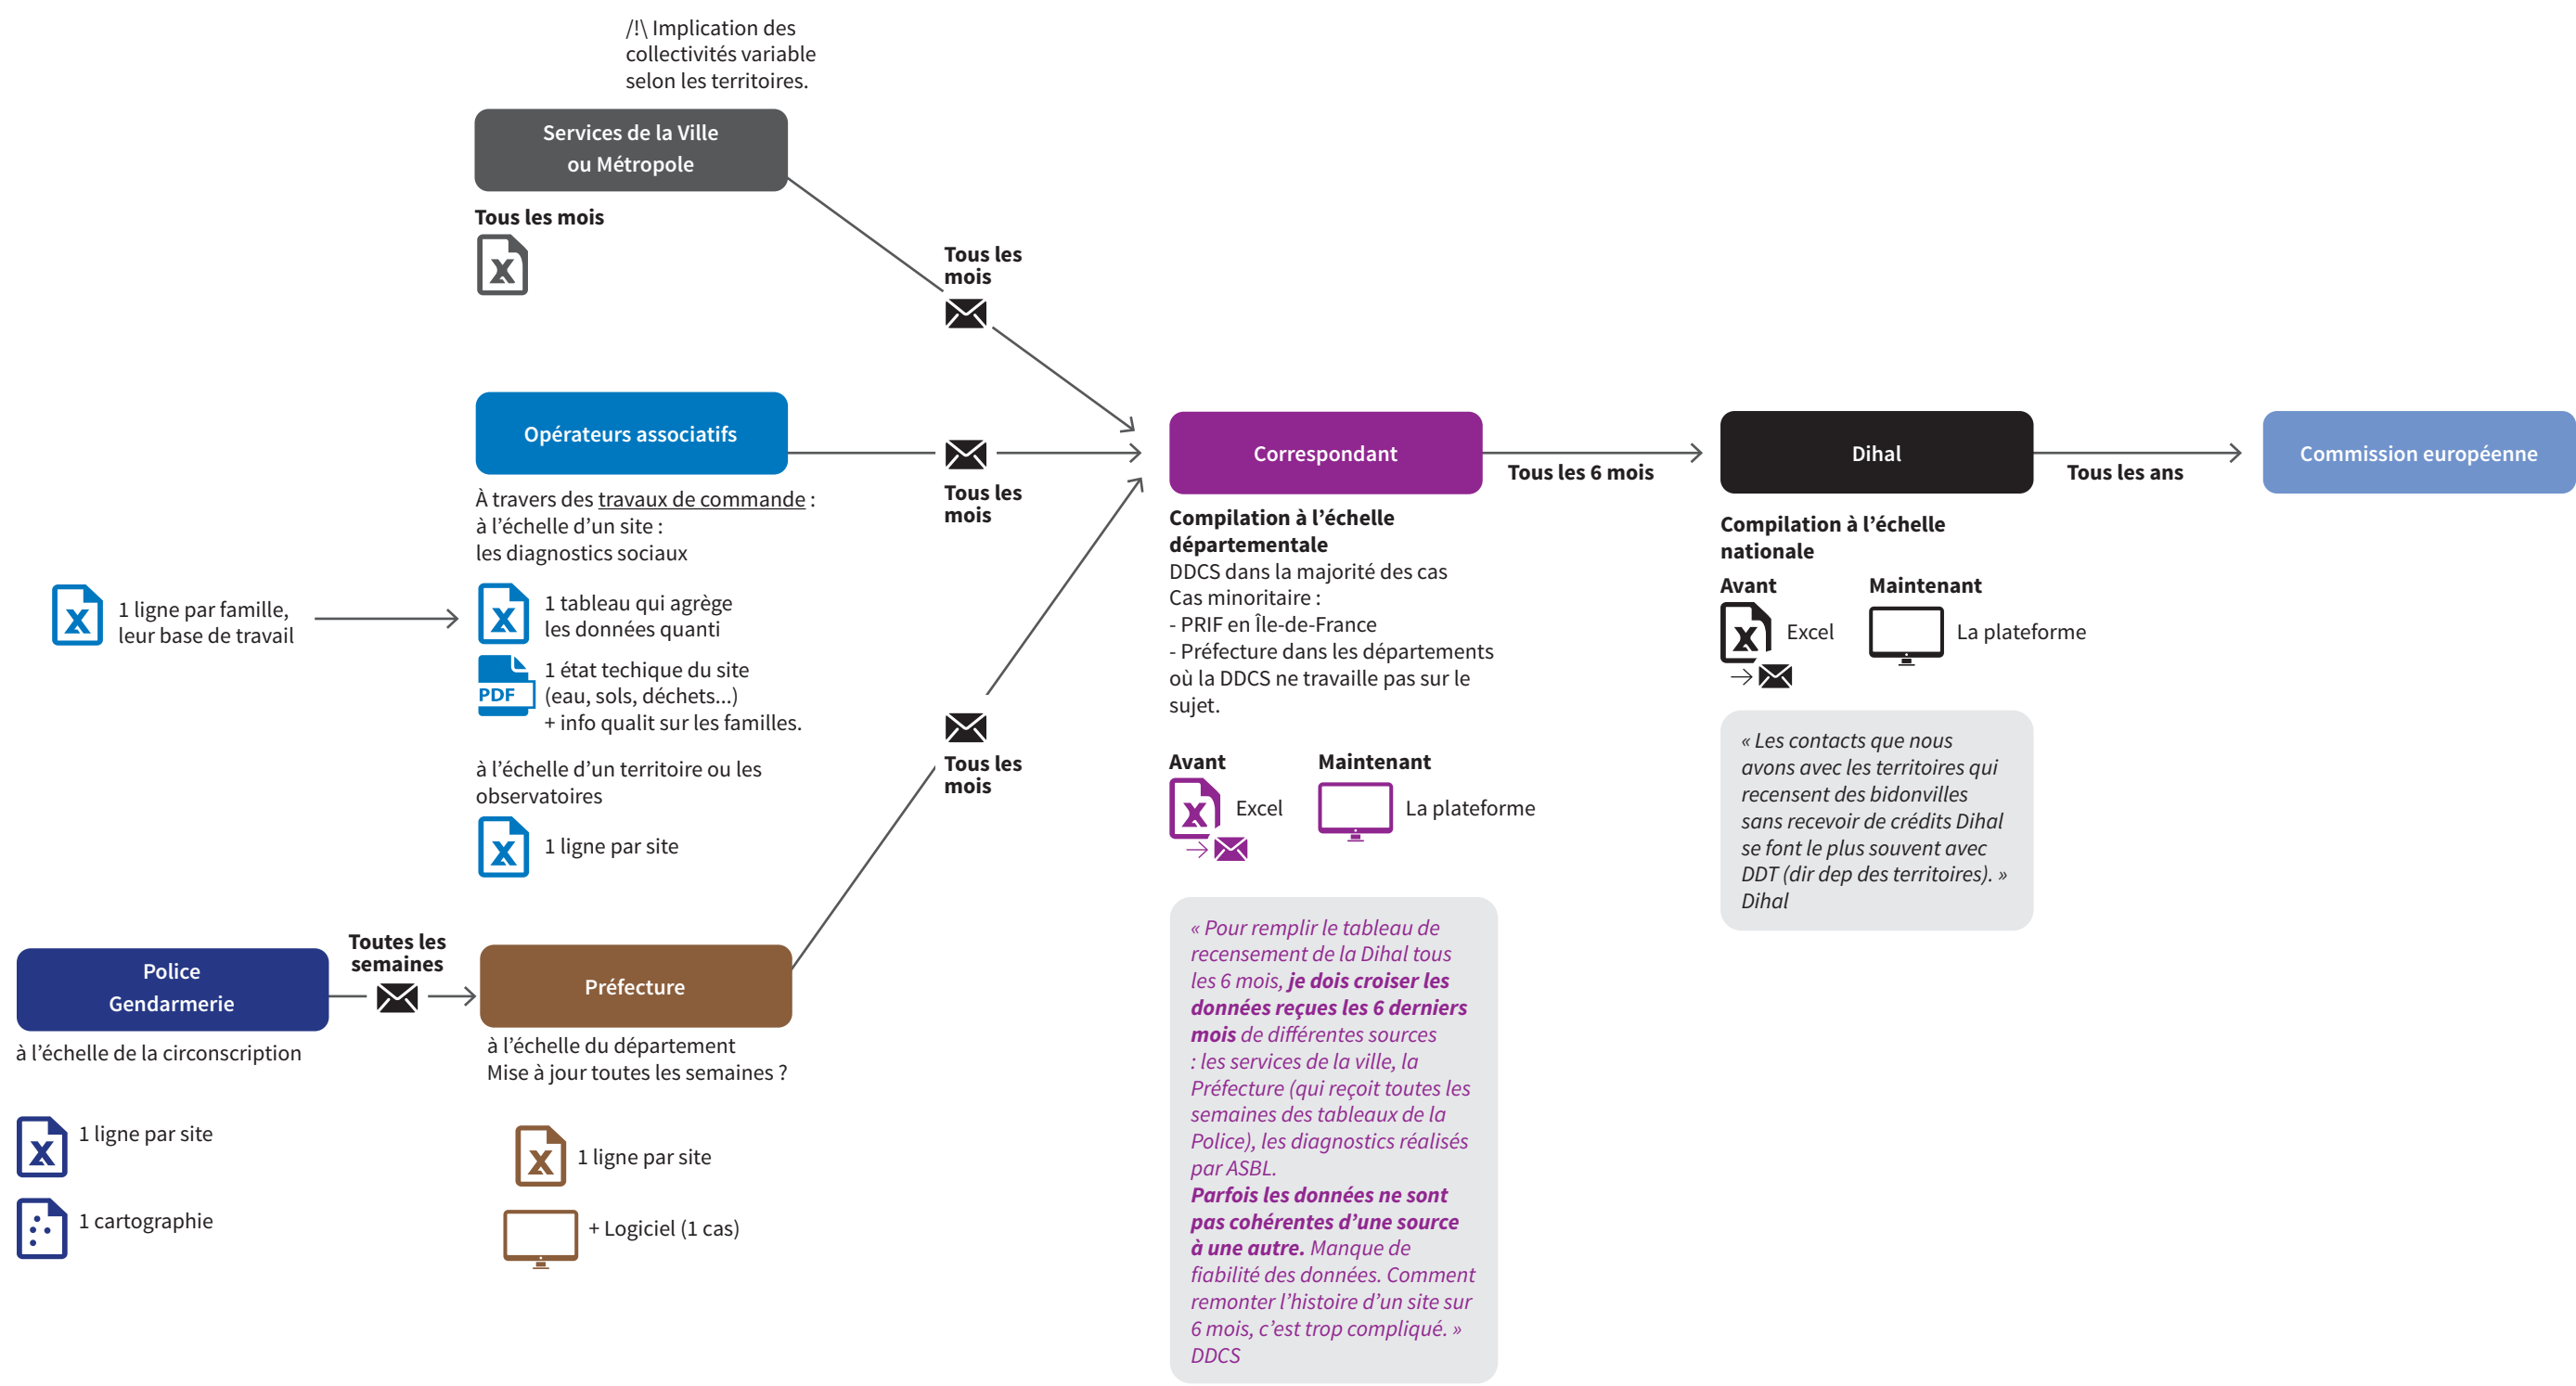 /!\ Implication des
collectivités variable
selon les territoires.
Services de la Ville
ou Métropole
Tous les mois
X
Tous les
mois
Opérateurs associatifs
À travers des travaux de commande :
à l’échelle d’un site :
les diagnostics sociaux
Tous les
mois
X
1 ligne par famille,
leur base de travail
X
1 tableau qui agrège
les données quanti
PDF
1 état techique du site
(eau, sols, déchets...)
+ info qualit sur les familles.
à l’échelle d’un territoire ou les
observatoires
X
1 ligne par site
Police
Gendarmerie
à l’échelle de la circonscription
X
1 ligne par site
1 cartographie
Toutes les
semaines
Préfecture
à l’échelle du département
Mise à jour toutes les semaines ?
X
1 ligne par site
+ Logiciel (1 cas)
Tous les
mois
Correspondant
Compilation à l’échelle
départementale
DDCS dans la majorité des cas
Cas minoritaire :
- PRIF en Île-de-France
- Préfecture dans les départements
où la DDCS ne travaille pas sur le
sujet.
Avant
X
Excel
Maintenant
La plateforme
« Pour remplir le tableau de
recensement de la Dihal tous
les 6 mois, je dois croiser les
données reçues les 6 derniers
mois de différentes sources
: les services de la ville, la
Préfecture (qui reçoit toutes les
semaines des tableaux de la
Police), les diagnostics réalisés
par ASBL.
Parfois les données ne sont
pas cohérentes d’une source
à une autre. Manque de
fiabilité des données. Comment
remonter l’histoire d’un site sur
6 mois, c’est trop compliqué. »
DDCS
Tous les 6 mois
Dihal
Compilation à l’échelle
nationale
Avant
X
Excel
Maintenant
La plateforme
« Les contacts que nous
avons avec les territoires qui
recensent des bidonvilles
sans recevoir de crédits Dihal
se font le plus souvent avec
DDT (dir dep des territoires). »
Dihal
Tous les ans
Commission européenne